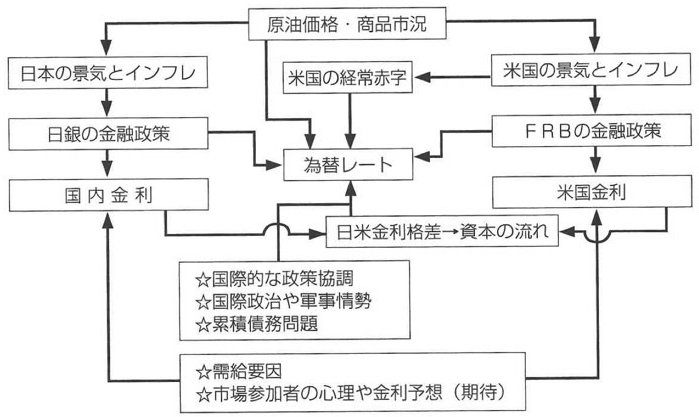 原油価格・商品市況
日本の景気とインフレ
米国の経常赤字
米国の景気とインフレ
日銀の金融政策
為替レート
FRBの金融政策
国内金利
米国金利
日米金利格差→資本の流れ
☆国際的な政策協調
☆国際政治や軍事情勢
☆累積債務問題
☆需給要因
☆市場参加者の心理や金利予想（期待）